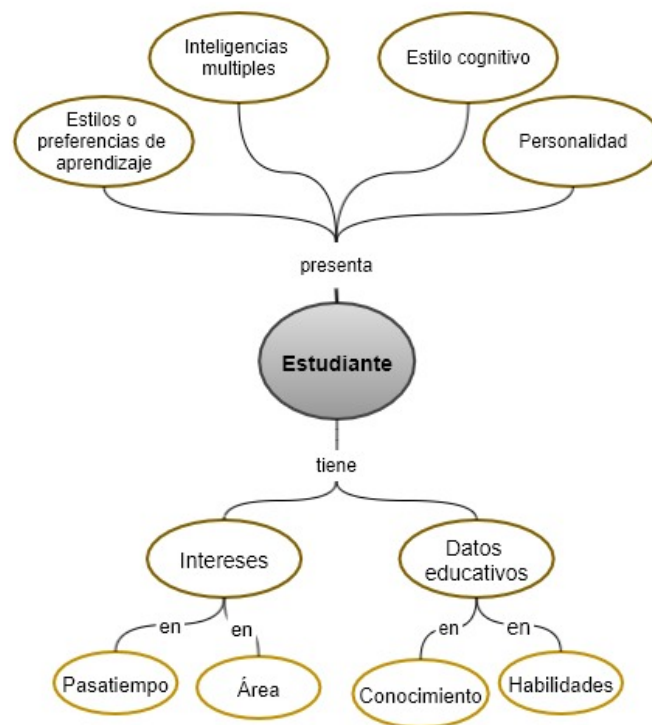 Inteligencias
multiples
Estilo cognitivo
Estilos o
preferencias de
aprendizaje
Personalidad
presenta
Estudiante
tiene
Intereses
Datos
educativos
en
en
en
en
Pasatiempo
Área
Conocimiento
Habilidades